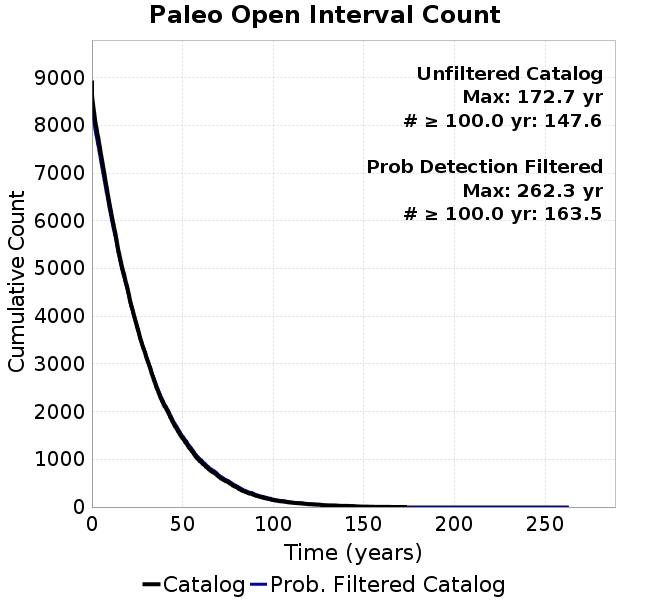 Paleo Open Interval Count
Unfiltered Catalog
Max: 172.7 yr
# ≥ 100.0 yr: 147.6
Prob Detection Filtered
Max: 262.3 yr
# ≥ 100.0 yr: 163.5
Cumulative Count
9000
8000
7000
6000
5000
4000
3000
2000
1000
0
0 50 100 150 200 250
Time (years)
Catalog Prob. Filtered Catalog